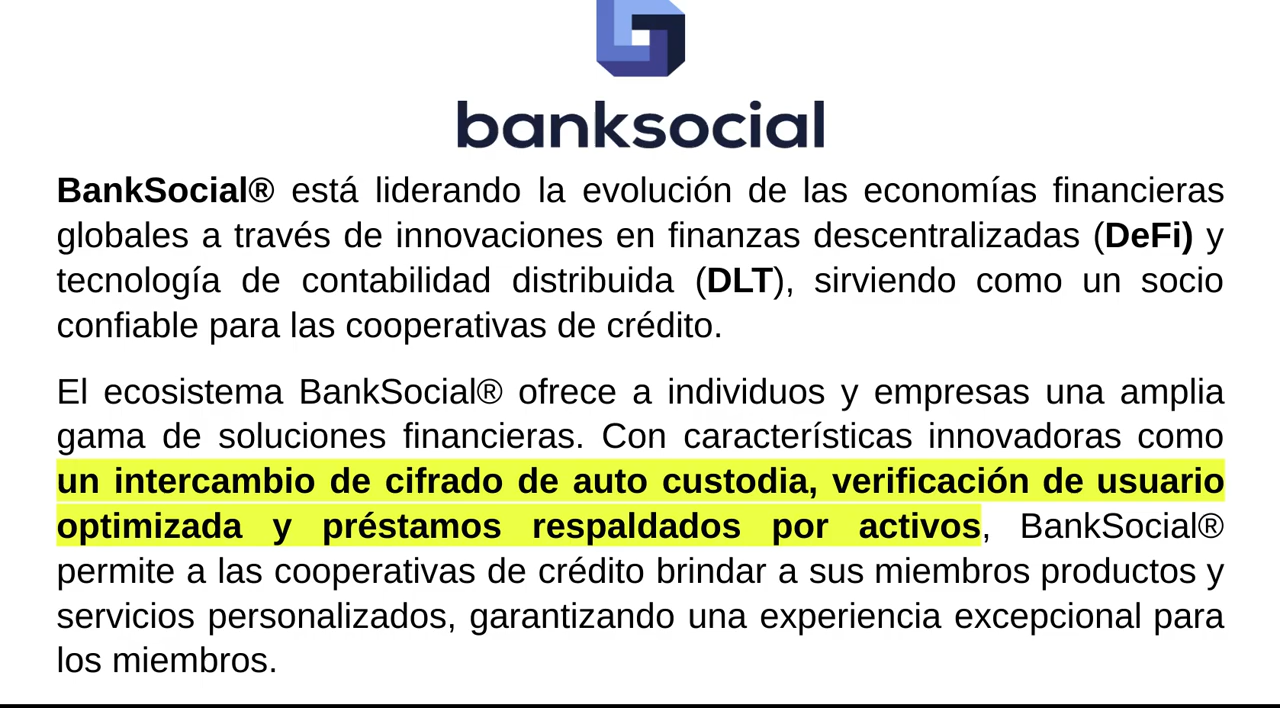 banksocial
BankSocial® está liderando la evolución de las economías financieras
globales a través de innovaciones en finanzas descentralizadas (DeFi) y
tecnología de contabilidad distribuida (DLT), sirviendo como un socio
confiable para las cooperativas de crédito.
El ecosistema BankSocial® ofrece a individuos y empresas una amplia
gama de soluciones financieras. Con características innovadoras como
un intercambio de cifrado de auto custodia, verificación de usuario
optimizada y préstamos respaldados por activos, BankSocial®
permite a las cooperativas de crédito brindar a sus miembros productos y
servicios personalizados, garantizando una experiencia excepcional para
los miembros.